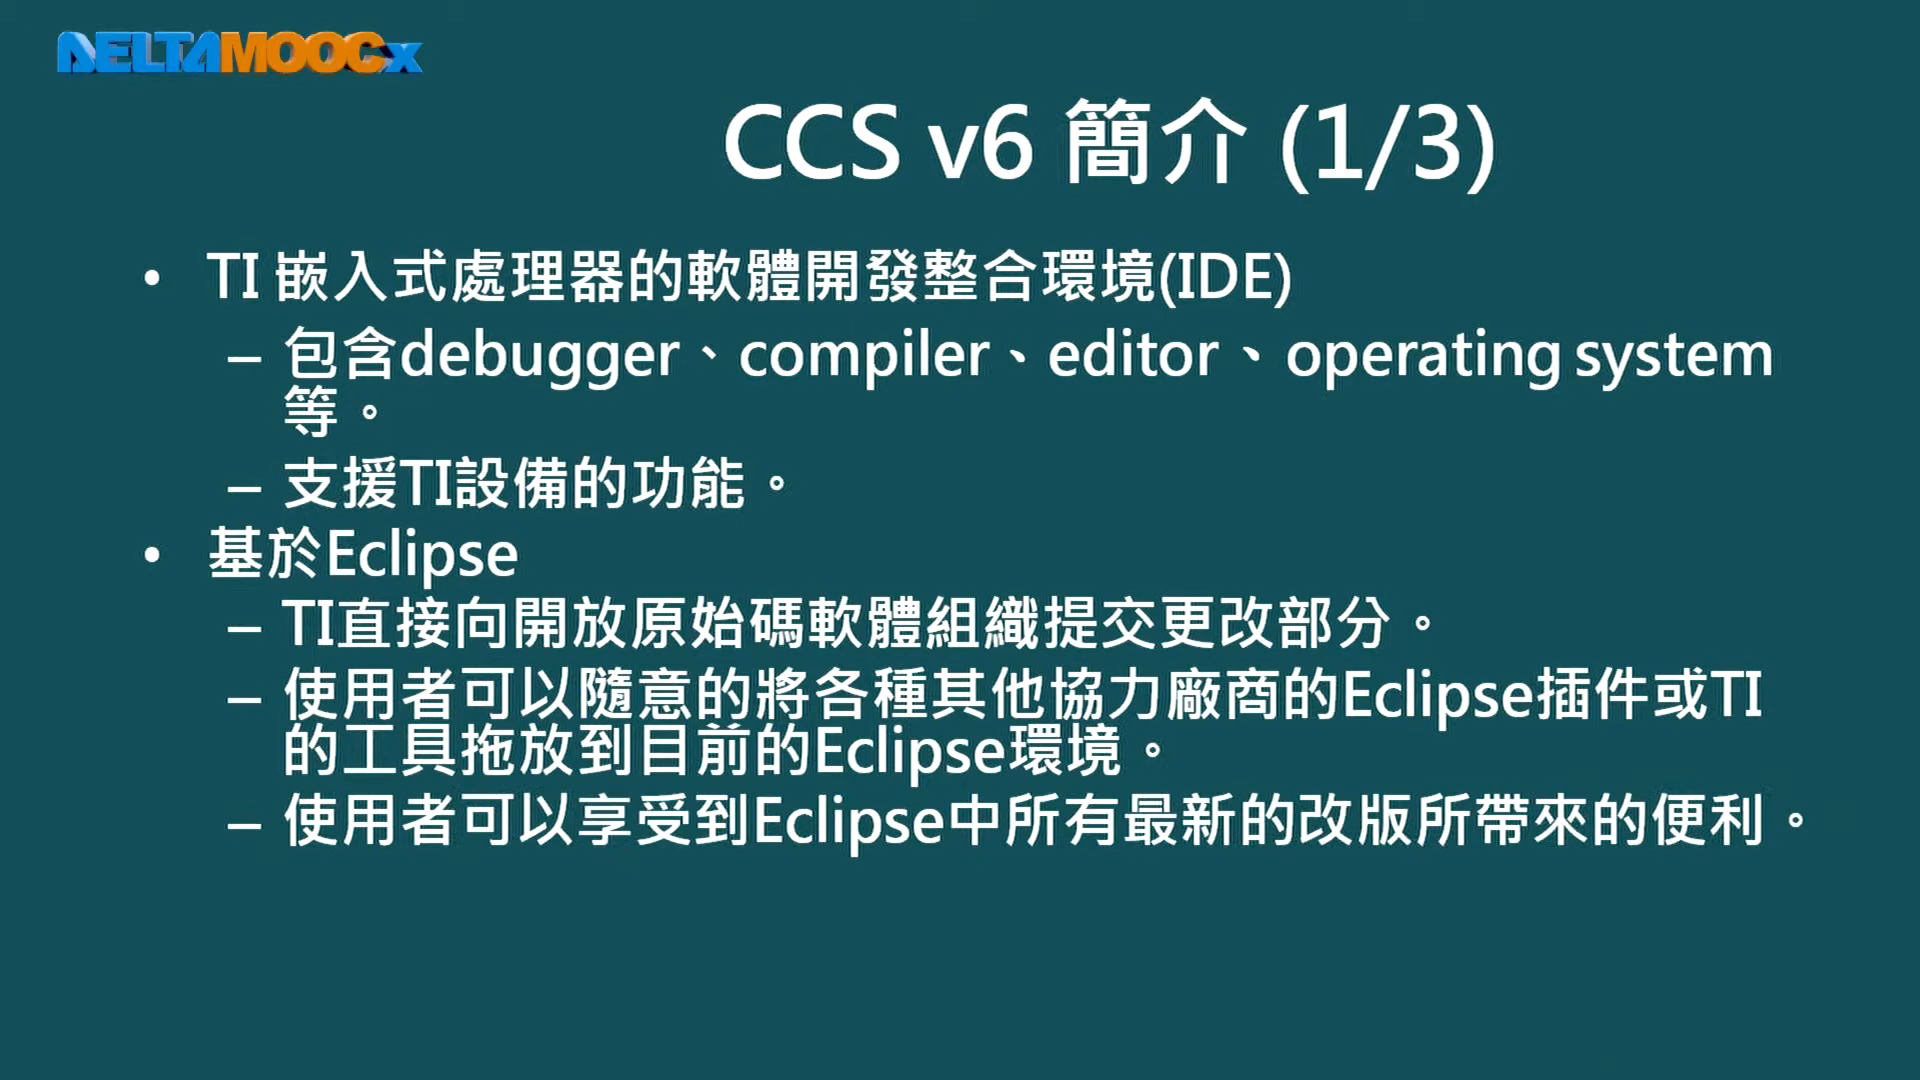 DELTAMOOCx
CCS v6 簡介 (1/3)
• TI 嵌入式處理器的軟體開發整合環境(IDE)
– 包含debugger、compiler、editor、operating system
等。
– 支援TI設備的功能。
• 基於Eclipse
– TI直接向開放原始碼軟體組織提交更改部分。
– 使用者可以隨意的將各種其他協力廠商的Eclipse插件或TI
的工具拖放到目前的Eclipse環境。
– 使用者可以享受到Eclipse中所有最新的改版所帶來的便利。